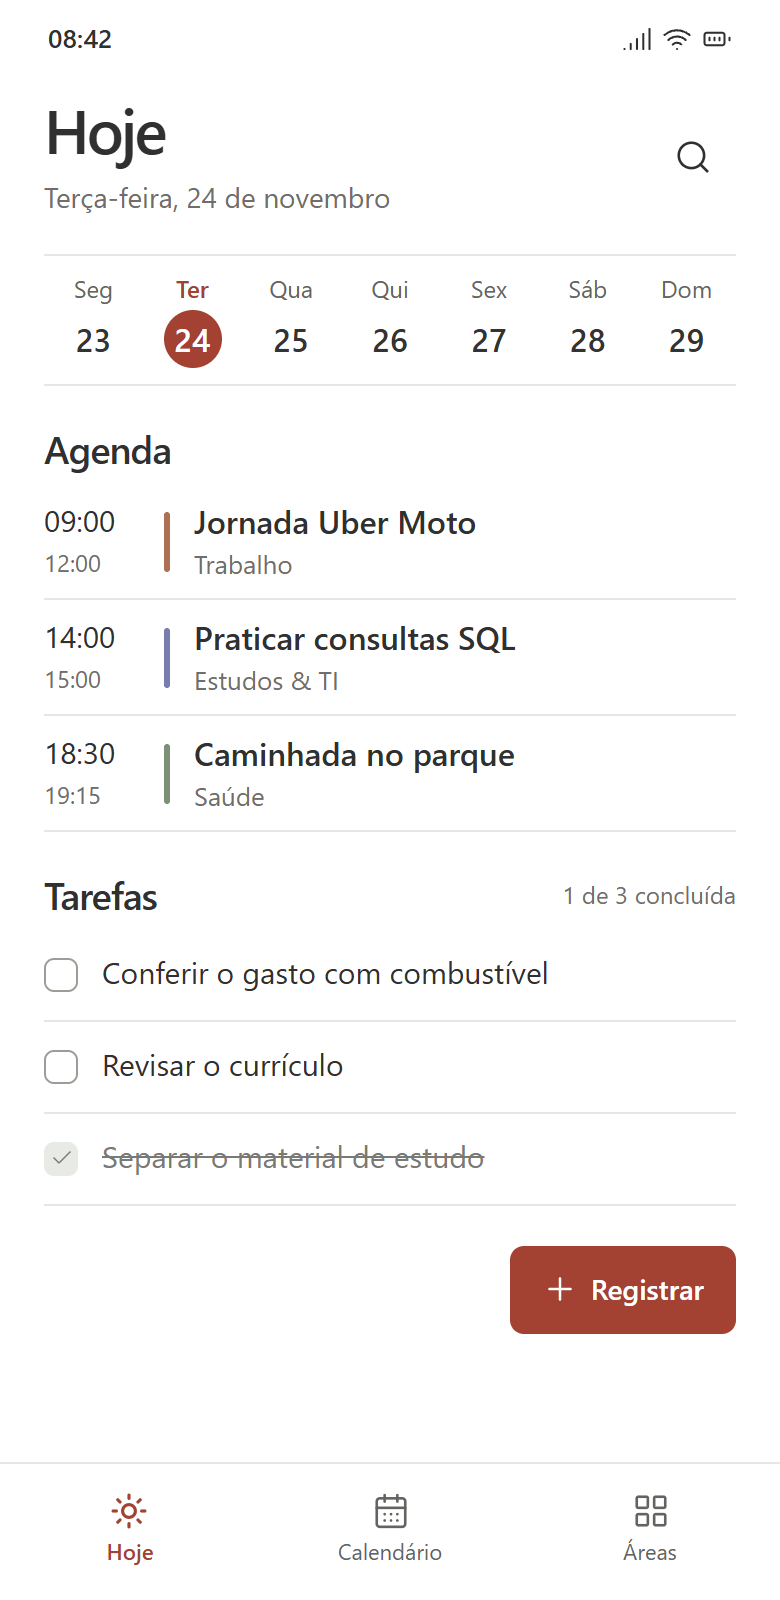 08:42
Hoje
Terça-feira, 24 de novembro
Seg Ter Qua Qui Sex Sáb Dom
23 24 25 26 27 28 29
Agenda
09:00 Jornada Uber Moto
12:00 Trabalho
14:00 Praticar consultas SQL
15:00 Estudos & TI
18:30 Caminhada no parque
19:15 Saúde
Tarefas 1 de 3 concluída
Conferir o gasto com combustível
Revisar o currículo
Separar o material de estudo
Registrar
Hoje Calendário Áreas